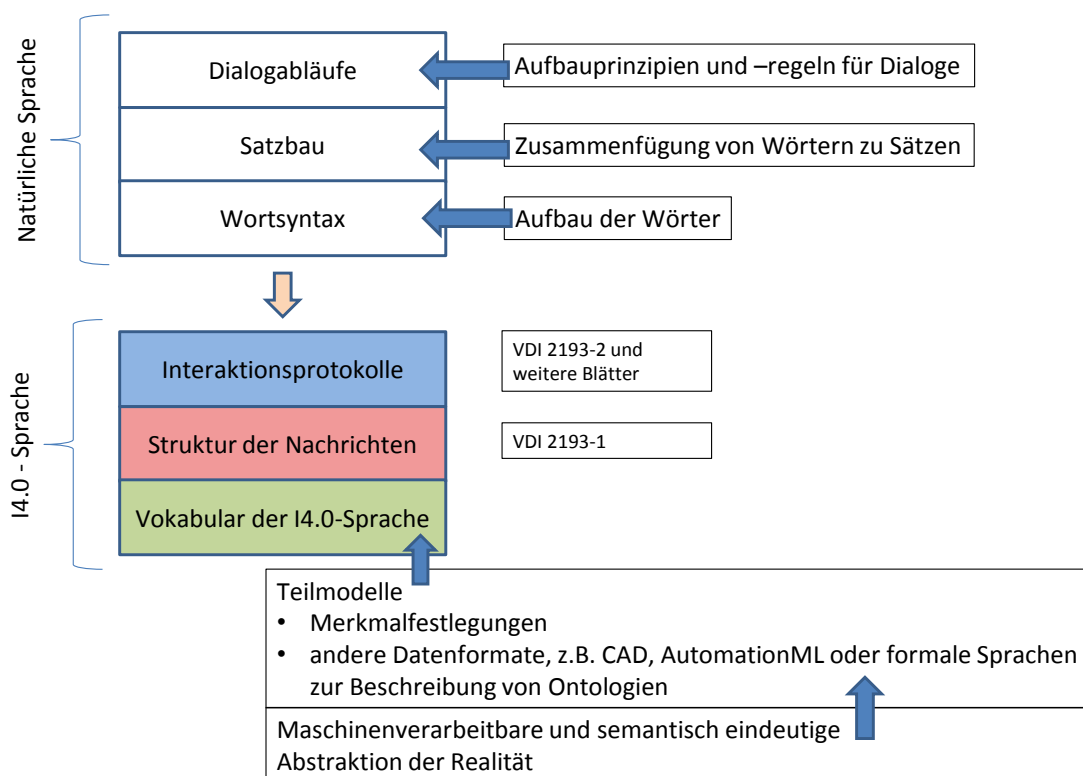 Natürliche Sprache
Dialogabläufe
Aufbauprinzipien und –regeln für Dialoge
Satzbau
Zusammenfügung von Wörtern zu Sätzen
Wortsyntax
Aufbau der Wörter
I4.0 - Sprache
Interaktionsprotokolle
VDI 2193-2 und
weitere Blätter
Struktur der Nachrichten
VDI 2193-1
Vokabular der I4.0-Sprache
Teilmodelle
• Merkmalfestlegungen
• andere Datenformate, z.B. CAD, AutomationML oder formale Sprachen
zur Beschreibung von Ontologien
Maschinenverarbeitbare und semantisch eindeutige
Abstraktion der Realität